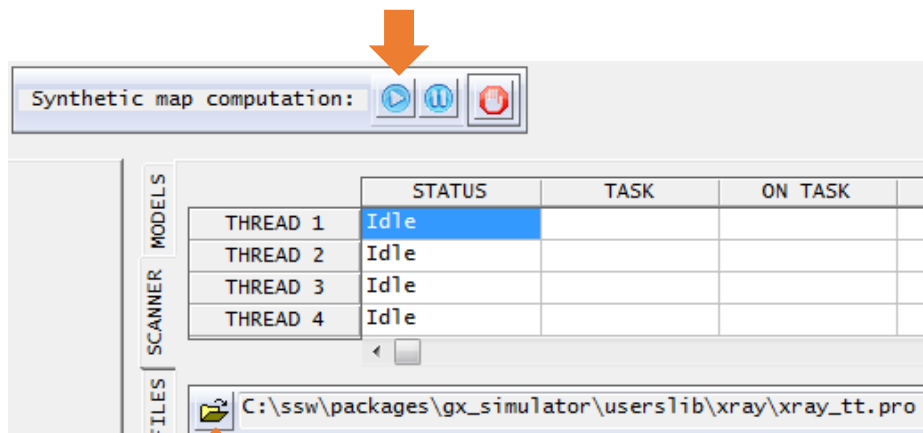 Synthetic map computation:
MODELS
SCANNER
FILES
STATUS TASK ON TASK
THREAD 1 Idle
THREAD 2 Idle
THREAD 3 Idle
THREAD 4 Idle
C:\ssw\packages\gx_simulator\userslib\xray\xray_tt.pro